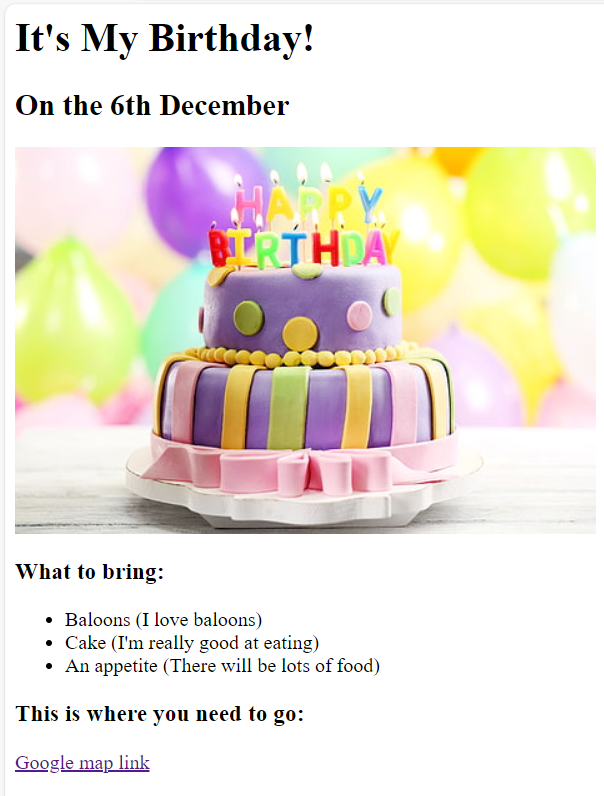 It's My Birthday!
On the 6th December
HAPPY
BIRTHDAY
What to bring:
Baloons (I love baloons)
Cake (I'm really good at eating)
An appetite (There will be lots of food)
This is where you need to go:
Google map link